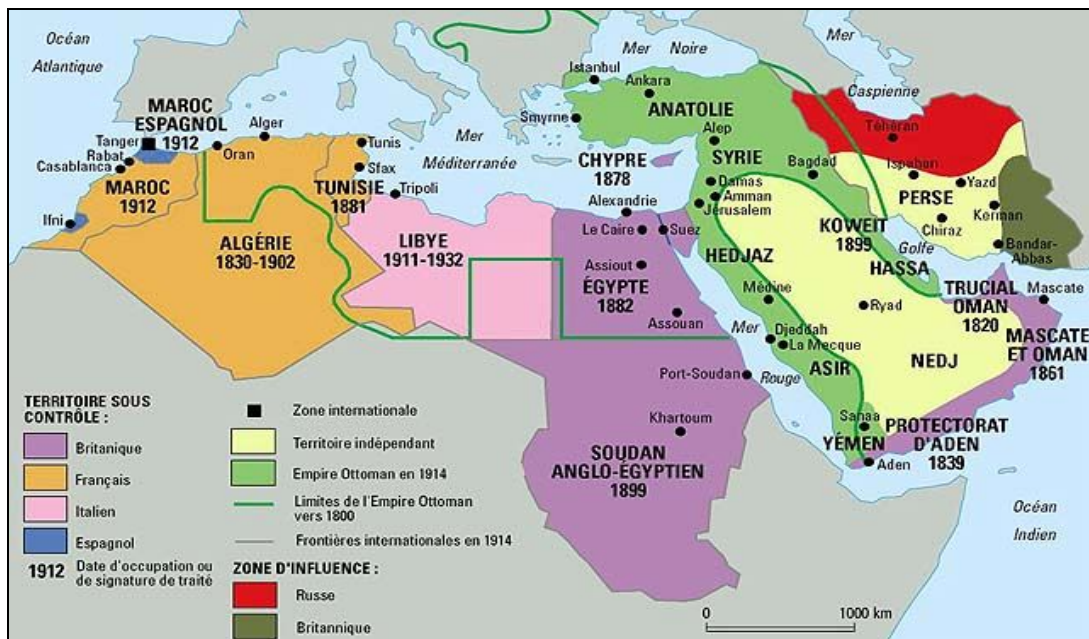 Océan
Atlantique
Mer Noire
Mer
Caspienne
Istanbul
Ankara
ANATOLIE
Smyrne
MAROC
ESPAGNOL
1912
Tanger
Rabat
Casablanca
MAROC
1912
Ifni
Alger
Oran
Tunis
Sfax
TUNISIE
1881
Tripoli
Mer
Méditerranée
ALGÉRIE
1830-1902
LIBYE
1911-1932
CHYPRE
1878
Alep
SYRIE
Bagdad
Damas
Amman
Jérusalem
Alexandrie
Le Caire
Suez
Assiout
ÉGYPTE
1882
Assouan
HEDJAZ
Médine
Mer
Rouge
Djeddah
La Mecque
ASIR
Téhéran
Ispahan
Yazd
PERSE
Kerman
Chiraz
Bandar-
Abbas
KOWEIT
1899
Golfe
HASSA
Ryad
NEDJ
TRUCIAL
OMAN
1820
Mascate
MASCATE
ET OMAN
1861
Port-Soudan
Khartoum
SOUDAN
ANGLO-ÉGYPTIEN
1899
Sanaa
YÉMEN
Aden
PROTECTORAT
D'ADEN
1839
Océan
Indien
TERRITOIRE SOUS
CONTRÔLE :
Britanique
Français
Italien
Espagnol
1912 Date d'occupation ou
de signature de traité
Zone internationale
Territoire indépendant
Empire Ottoman en 1914
Limites de l'Empire Ottoman
vers 1800
Frontières internationales en 1914
ZONE D'INFLUENCE :
Russe
Britannique
0 1000 km